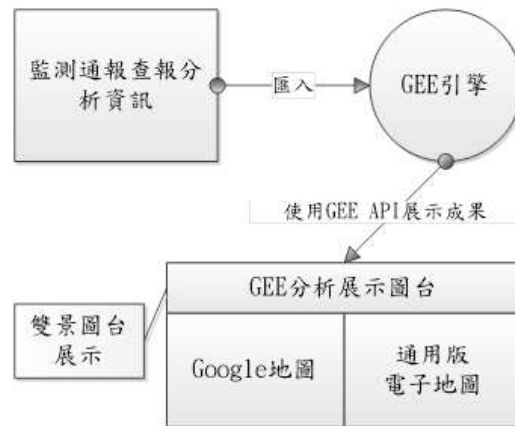 監測通報查報分
析資訊
匯入
GEE引擎
使用GEE API展示成果
GEE分析展示圖台
雙景圖台
展示
Google地圖
通用版
電子地圖